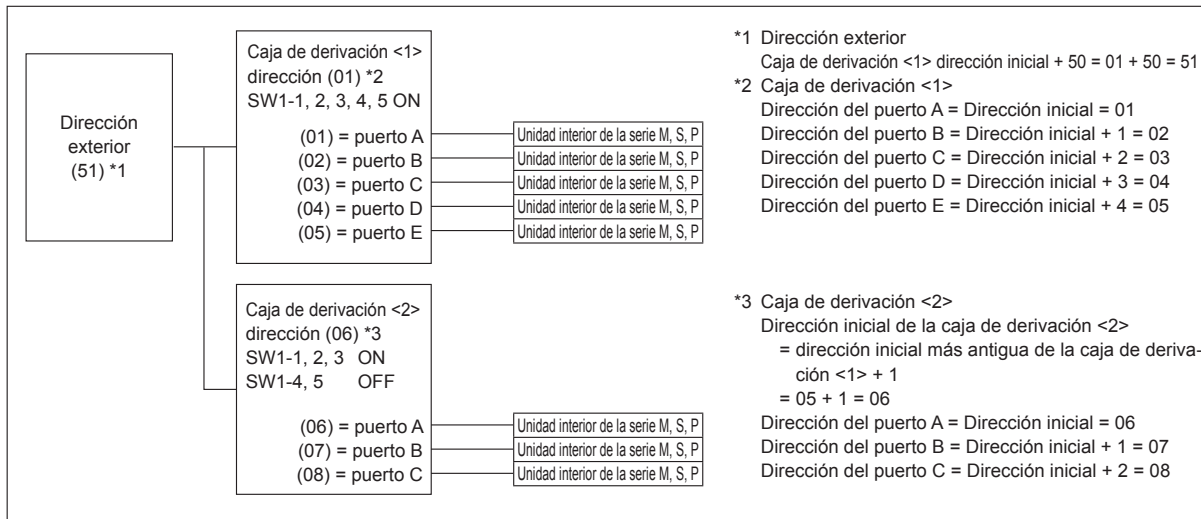 Dirección
exterior
(51) *1
Caja de derivación <1>
dirección (01) *2
SW1-1, 2, 3, 4, 5 ON
(01) = puerto A
(02) = puerto B
(03) = puerto C
(04) = puerto D
(05) = puerto E
Unidad interior de la serie M, S, P
Unidad interior de la serie M, S, P
Unidad interior de la serie M, S, P
Unidad interior de la serie M, S, P
Unidad interior de la serie M, S, P
Caja de derivación <2>
dirección (06) *3
SW1-1, 2, 3 ON
SW1-4, 5 OFF
(06) = puerto A
(07) = puerto B
(08) = puerto C
Unidad interior de la serie M, S, P
Unidad interior de la serie M, S, P
Unidad interior de la serie M, S, P
*1 Dirección exterior
Caja de derivación <1> dirección inicial + 50 = 01 + 50 = 51
*2 Caja de derivación <1>
Dirección del puerto A = Dirección inicial = 01
Dirección del puerto B = Dirección inicial + 1 = 02
Dirección del puerto C = Dirección inicial + 2 = 03
Dirección del puerto D = Dirección inicial + 3 = 04
Dirección del puerto E = Dirección inicial + 4 = 05
*3 Caja de derivación <2>
Dirección inicial de la caja de derivación <2>
= dirección inicial más antigua de la caja de deriva-
ción <1> + 1
= 05 + 1 = 06
Dirección del puerto A = Dirección inicial = 06
Dirección del puerto B = Dirección inicial + 1 = 07
Dirección del puerto C = Dirección inicial + 2 = 08